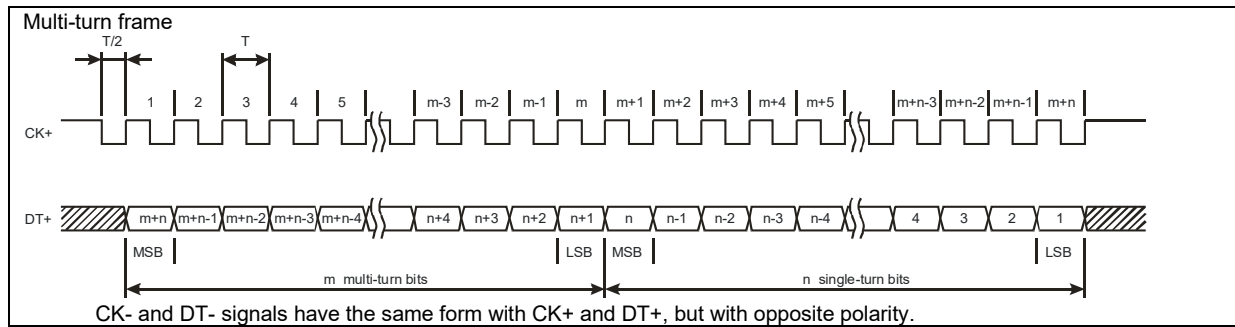 Multi-turn frame
T/2 T
1 2 3 4 5 m-3 m-2 m-1 m m+1 m+2 m+3 m+4 m+5 m+n-3 m+n-2 m+n-1 m+n
CK+
DT+ m+n m+n-1 m+n-2 m+n-3 m+n-4 n+4 n+3 n+2 n+1 n n-1 n-2 n-3 n-4 4 3 2 1
MSB LSB MSB LSB
m multi-turn bits n single-turn bits
CK- and DT- signals have the same form with CK+ and DT+, but with opposite polarity.